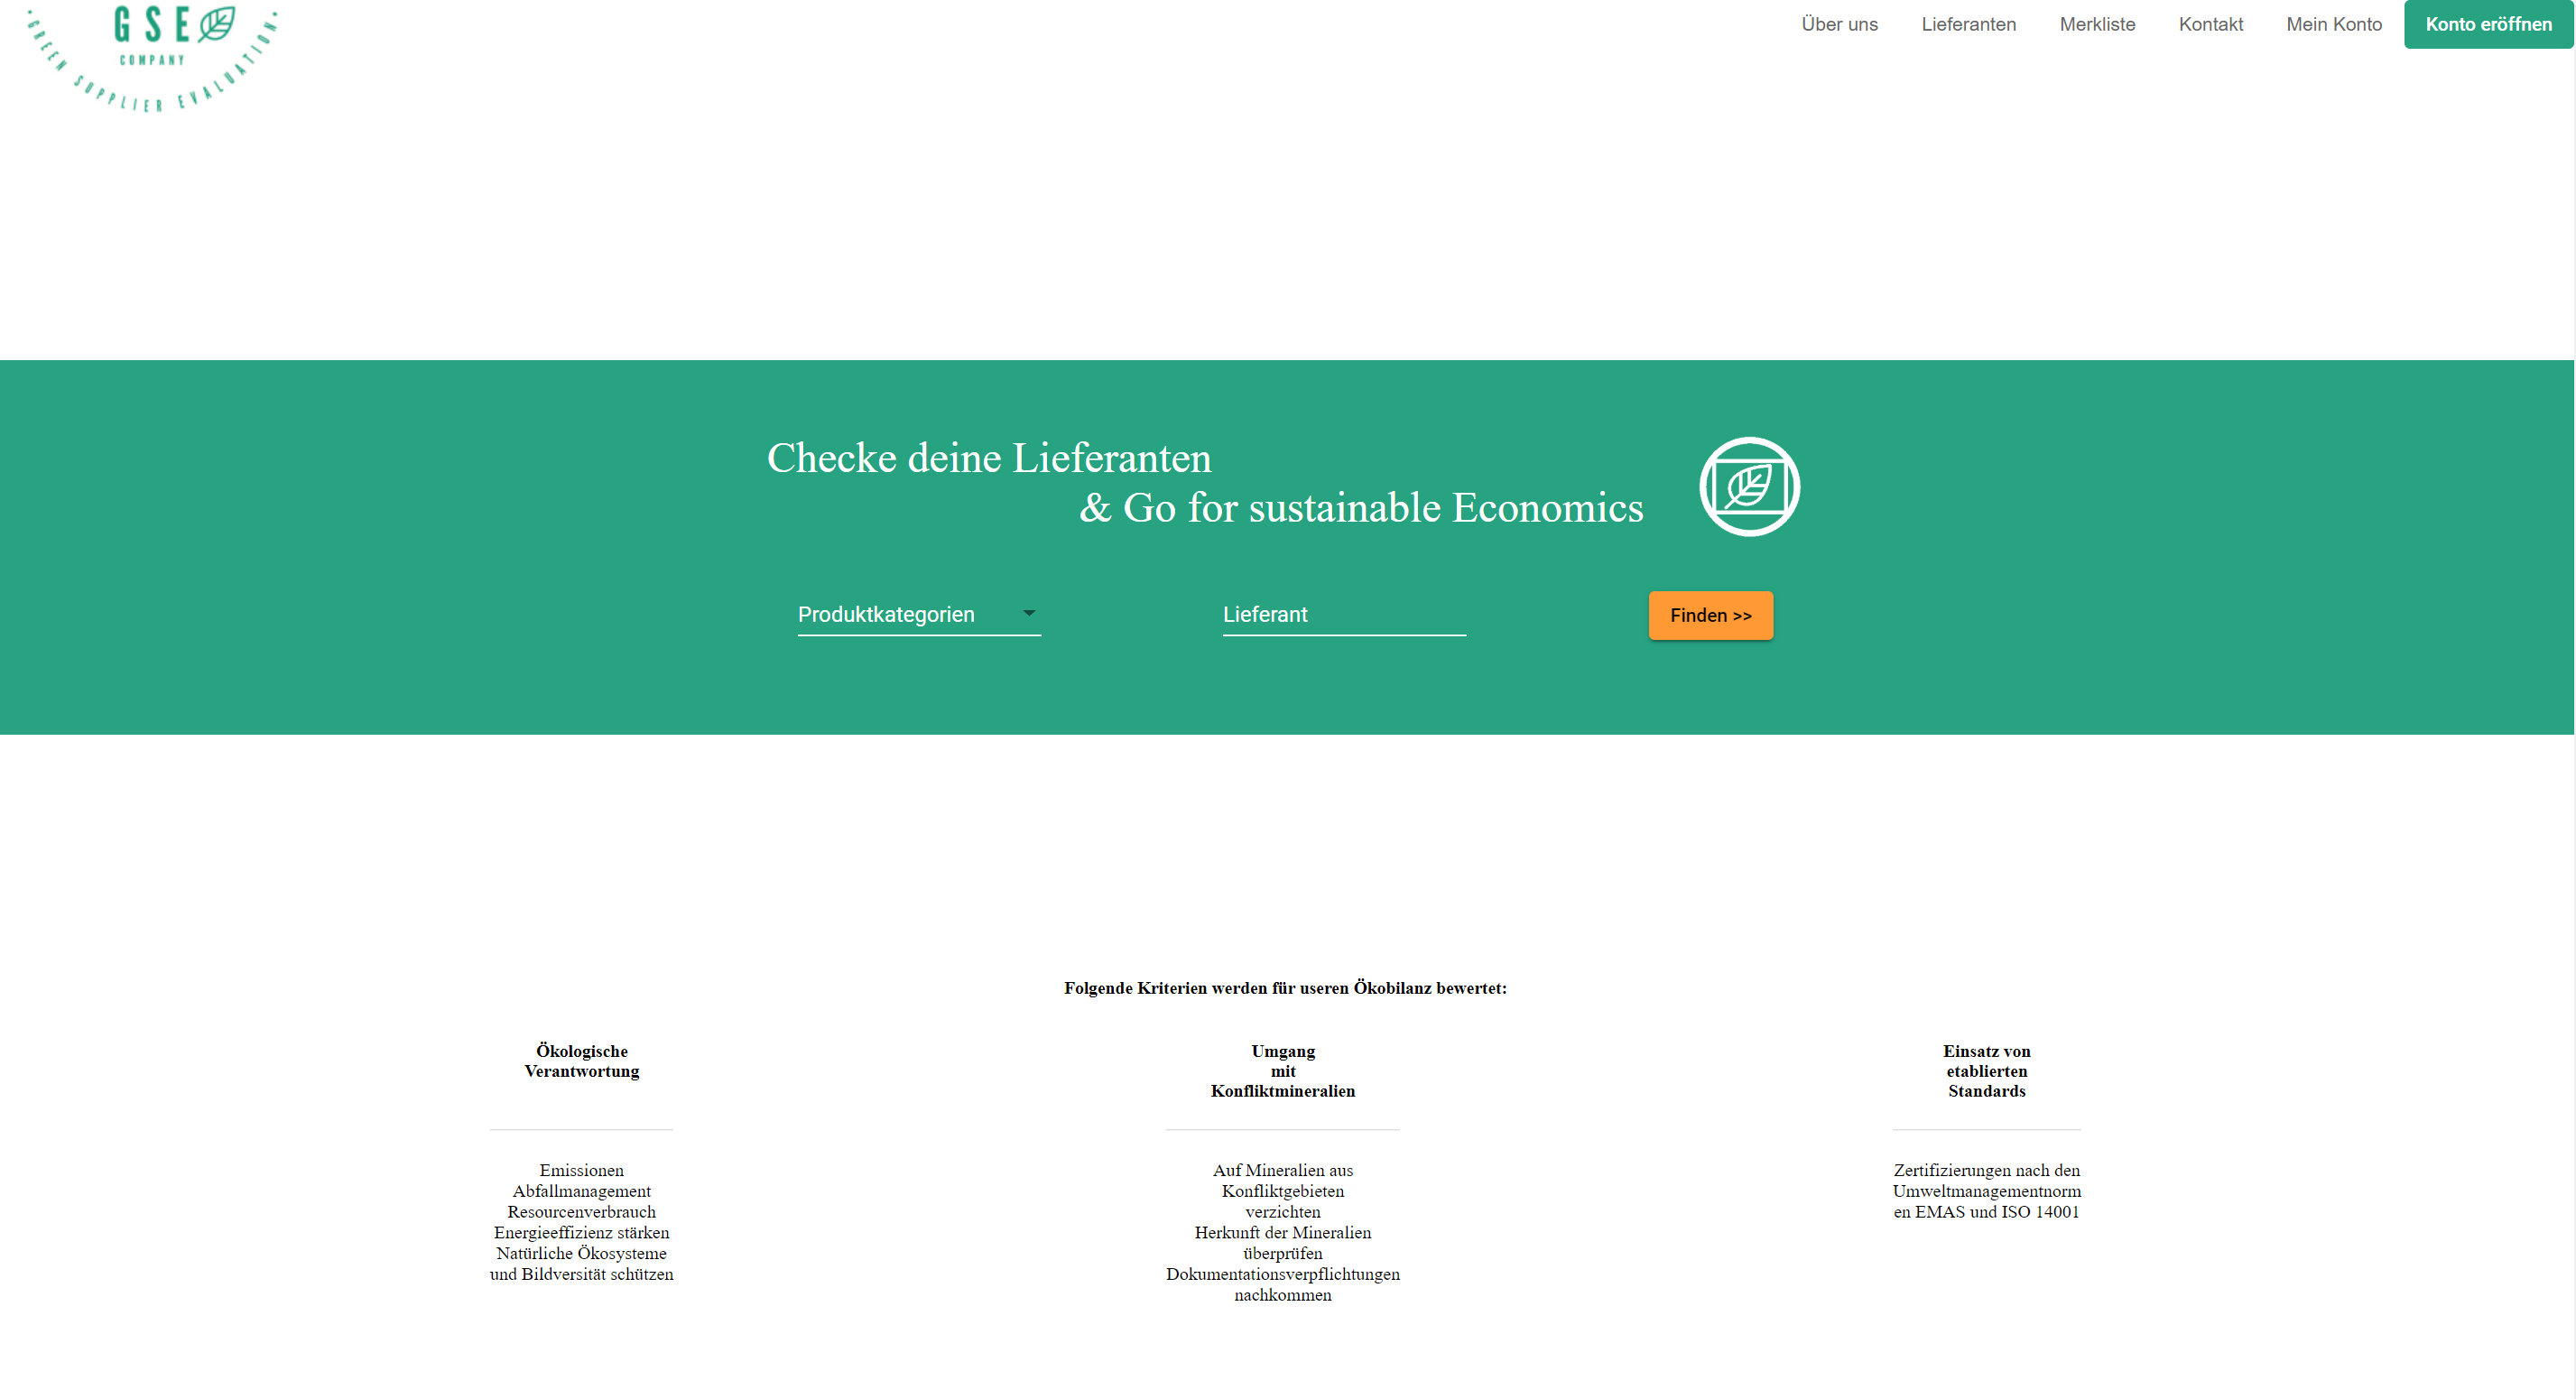 GSE
COMPANY
·GREEN SUPPLIER EVALUATION·
Über uns
Lieferanten
Merkliste
Kontakt
Mein Konto
Konto eröffnen
Checke deine Lieferanten
& Go for sustainable Economics
Produktkategorien
Lieferant
Finden >>
Folgende Kriterien werden für useren Ökobilanz bewertet:
Ökologische
Verantwortung
Emissionen
Abfallmanagement
Resourcenverbrauch
Energieeffizienz stärken
Natürliche Ökosysteme
und Bildversität schützen
Umgang
mit
Konfliktmineralien
Auf Mineralien aus
Konfliktgebieten
verzichten
Herkunft der Mineralien
überprüfen
Dokumentationsverpflichtungen
nachkommen
Einsatz von
etablierten
Standards
Zertifizierungen nach den
Umweltmanagementnorm
en EMAS und ISO 14001